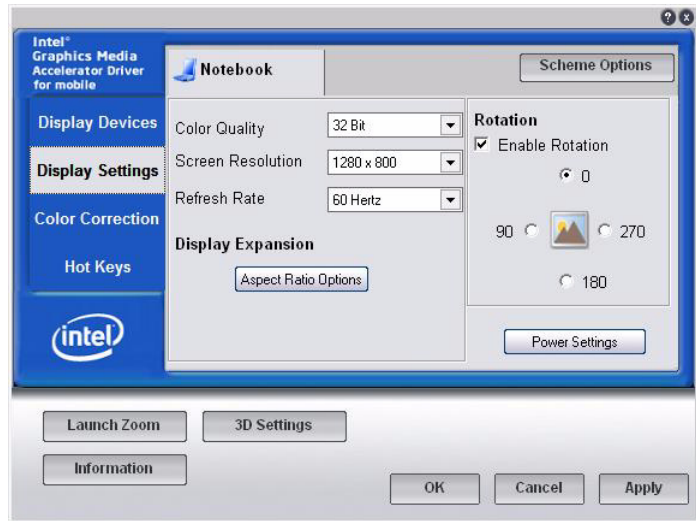 Intel®
Graphics Media
Accelerator Driver
for mobile
Notebook
Scheme Options
Display Devices
Display Settings
Color Correction
Hot Keys
intel
Color Quality
32 Bit
Screen Resolution
1280 x 800
Refresh Rate
60 Hertz
Display Expansion
Aspect Ratio Options
Rotation
Enable Rotation
0
90
270
180
Power Settings
Launch Zoom
3D Settings
Information
OK
Cancel
Apply